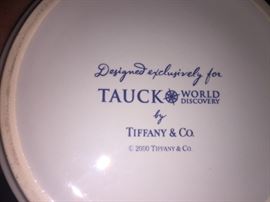 Designed exclusively for
TAUCK WORLD DISCOVERY
by
TIFFANY & CO.
© 2000 TIFFANY & CO.